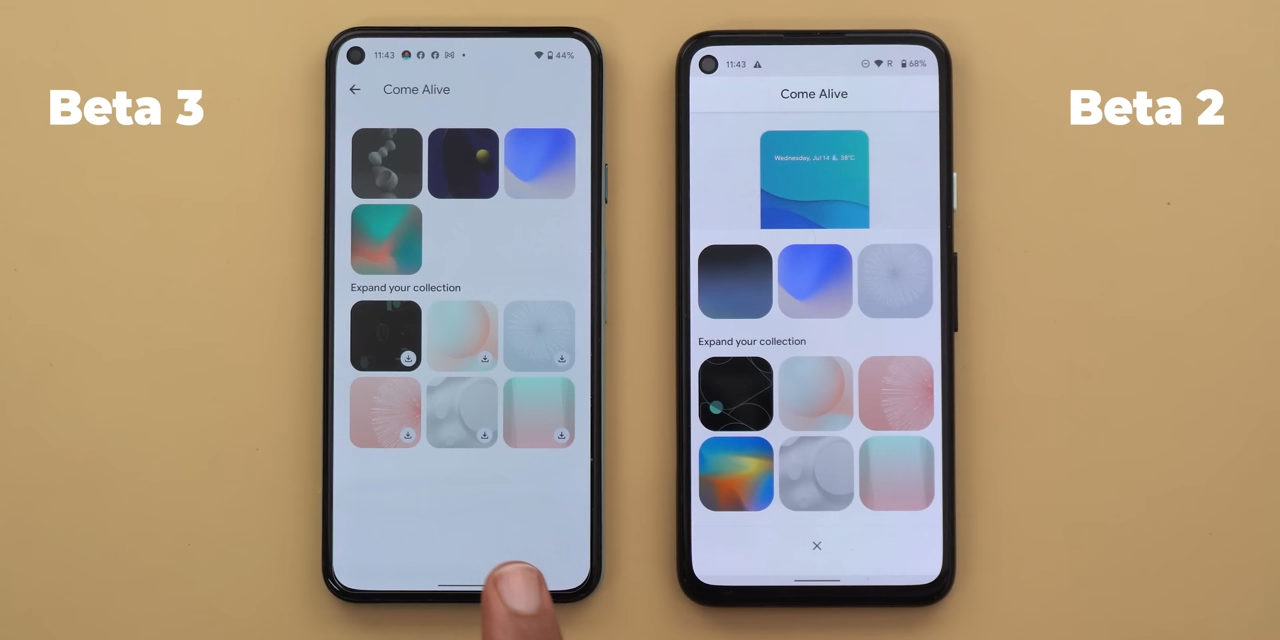 Beta 3
11:43
44%
Come Alive
Expand your collection
Beta 2
11:43
R
68%
Come Alive
Wednesday, Jul 14
38°C
Expand your collection